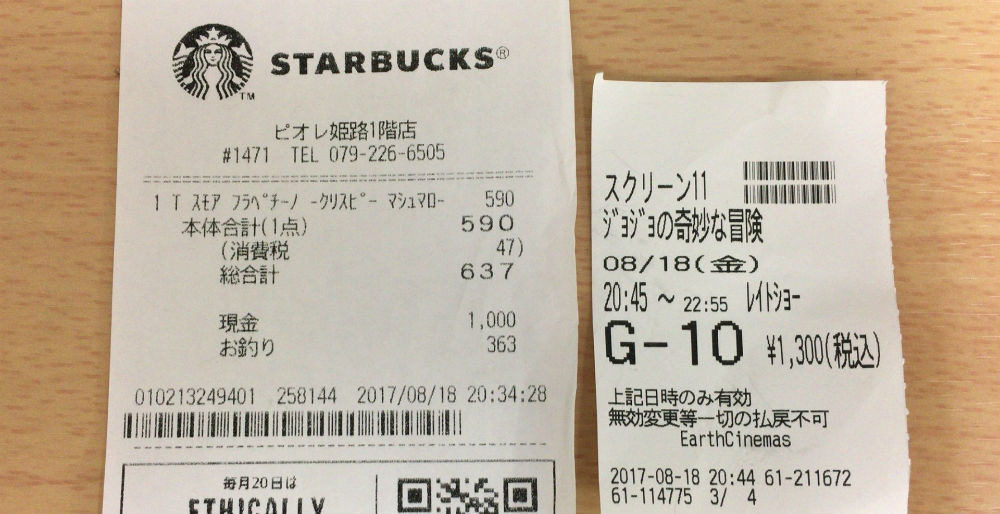 STARBUCKS®
TM
ピオレ姫路1階店
#1471 TEL 079-226-6505
1 T スモア フラペチーノ -クリスピー マシュマロ- 590
本体合計(1点) 590
(消費税 47)
総合計 637
現金 1,000
お釣り 363
010213249401 258144 2017/08/18 20:34:28
毎月20日は
ETHICALLY
スクリーン11
ジョジョの奇妙な冒険
08/18(金)
20:45 ～ 22:55 レイトショー
G-10 ¥1,300(税込)
上記日時のみ有効
無効変更等一切の払戻不可
EarthCinemas
2017-08-18 20:44 61-211672
61-114775 3/ 4